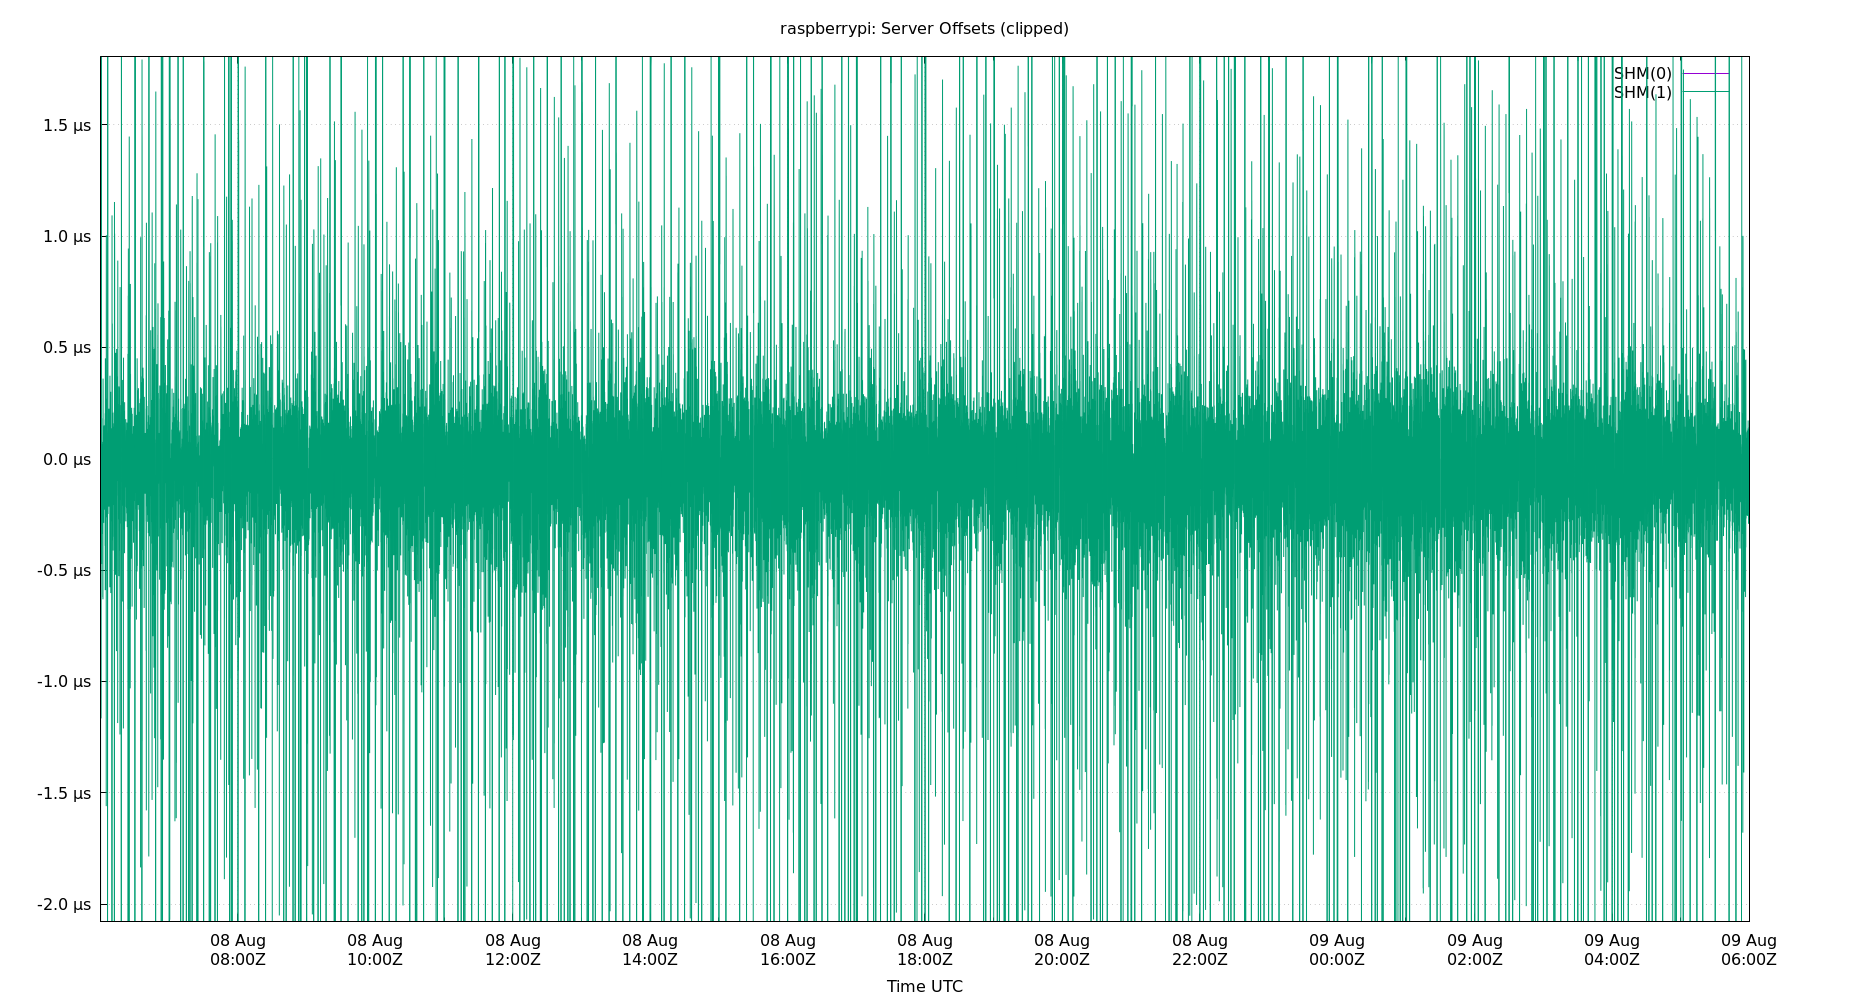 raspberrypi: Server Offsets (clipped)
SHM(0)
SHM(1)
1.5 µs
1.0 µs
0.5 µs
0.0 µs
-0.5 µs
-1.0 µs
-1.5 µs
-2.0 µs
08 Aug 08 Aug 08 Aug 08 Aug 08 Aug 08 Aug 08 Aug 08 Aug 09 Aug 09 Aug 09 Aug 09 Aug
08:00Z 10:00Z 12:00Z 14:00Z 16:00Z 18:00Z 20:00Z 22:00Z 00:00Z 02:00Z 04:00Z 06:00Z
Time UTC